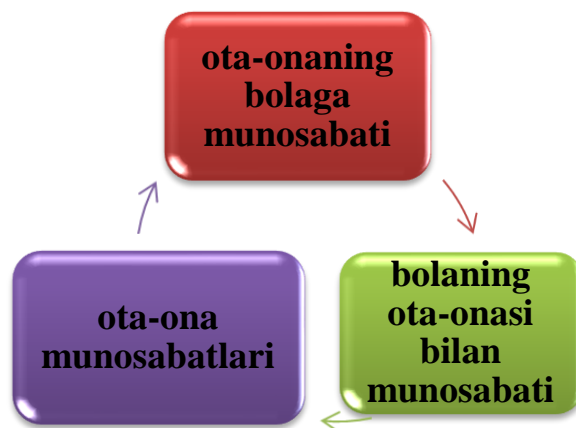 ota-onaning
bolaga
munosabati
bolaning
ota-onasi
bilan
munosabati
ota-ona
munosabatlari